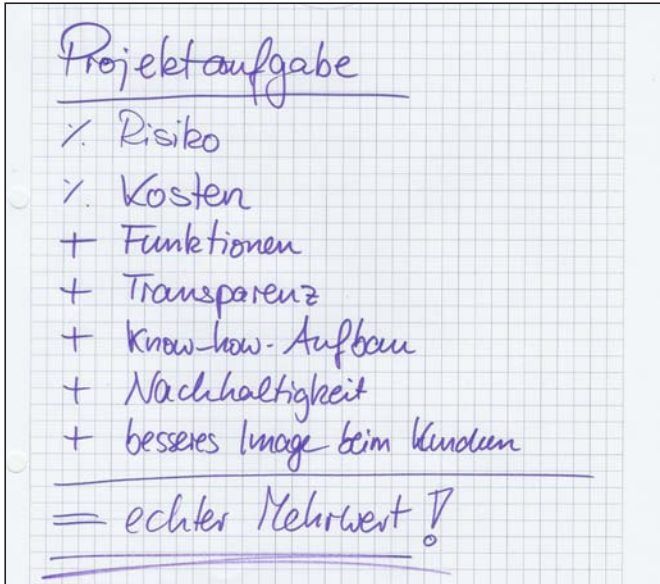 Projektaufgabe
⁒ Risiko
⁒ Kosten
+ Funktionen
+ Transparenz
+ Know-how-Aufbau
+ Nachhaltigkeit
+ besseres Image beim Kunden
= echter Mehrwert!